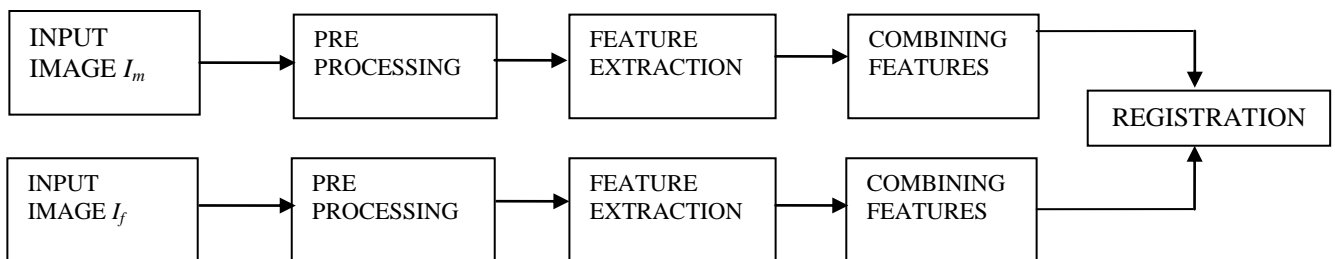 INPUT
IMAGE Im
PRE
PROCESSING
FEATURE
EXTRACTION
COMBINING
FEATURES
REGISTRATION
INPUT
IMAGE If
PRE
PROCESSING
FEATURE
EXTRACTION
COMBINING
FEATURES